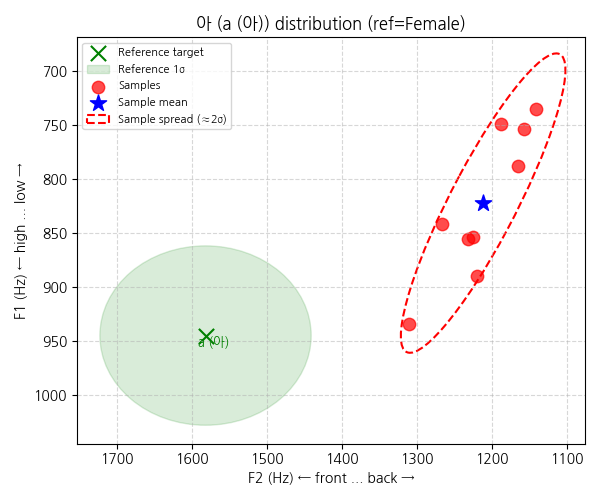 아 (a (아)) distribution (ref=Female)
Reference target
Reference 1σ
Samples
Sample mean
Sample spread (≈2σ)
F1 (Hz) ← high ... low →
700
750
800
850
900
950
1000
a (아)
1700
1600
1500
1400
1300
1200
1100
F2 (Hz) ← front ... back →